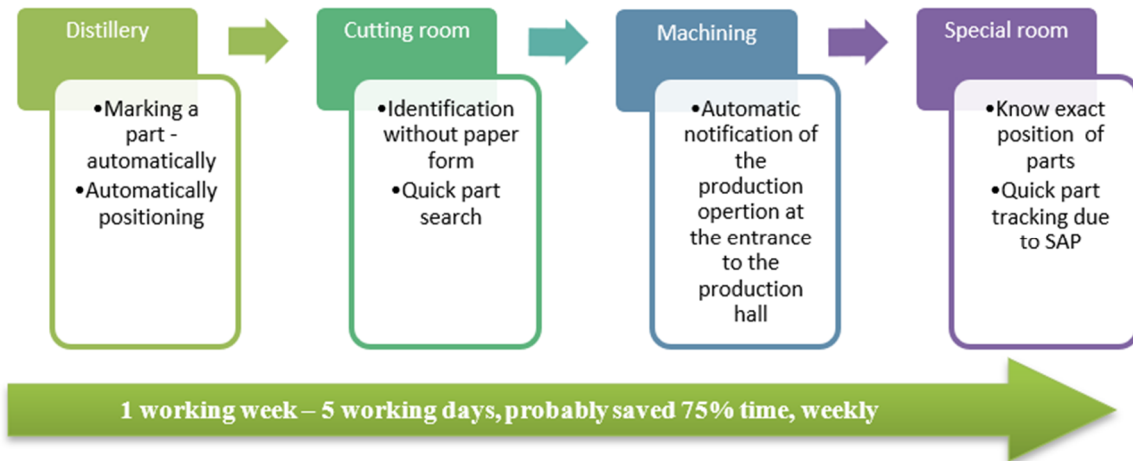 Distillery
•Marking a
part -
automatically
•Automatically
positioning
Cutting room
•Identification
without paper
form
•Quick part
search
Machining
•Automatic
notification of
the
production
opertion at
the entrance
to the
production
hall
Special room
•Know exact
position of
parts
•Quick part
tracking due
to SAP
1 working week – 5 working days, probably saved 75% time, weekly